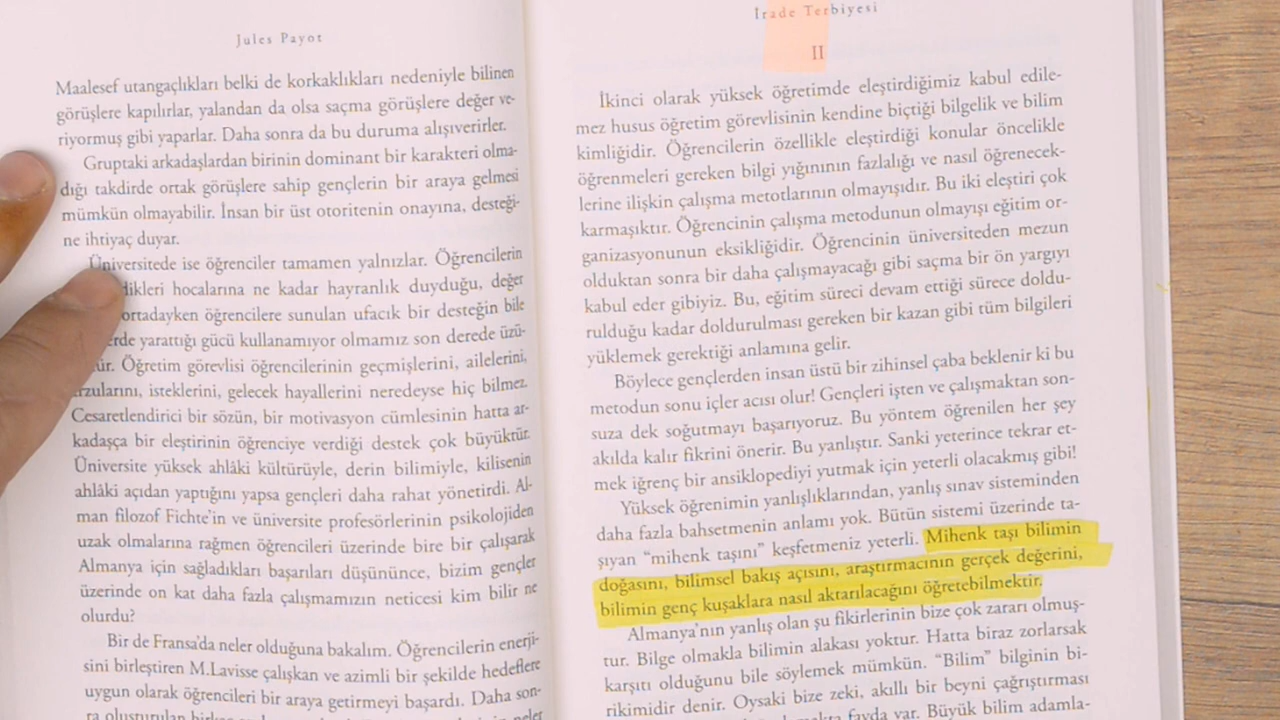 Jules Payot
Maalesef utangaçlıkları belki de korkaklıkları nedeniyle bilinen
görüşlere kapılırlar, yalandan da olsa saçma görüşlere değer ve-
riyormuş gibi yaparlar. Daha sonra da bu duruma alışıverirler.
Gruptaki arkadaşlardan birinin dominant bir karakteri olma-
dığı takdirde ortak görüşlere sahip gençlerin bir araya gelmesi
mümkün olmayabilir. İnsan bir üst otoritenin onayına, desteği-
ne ihtiyaç duyar.
Üniversitede ise öğrenciler tamamen yalnızlar. Öğrencilerin
dikleri hocalarına ne kadar hayranlık duyduğu, değer
ortadayken öğrencilere sunulan ufacık bir desteğin bile
erde yarattığı gücü kullanamıyor olmamız son derede üzü-
ür. Öğretim görevlisi öğrencilerinin geçmişlerini, ailelerini,
arzularını, isteklerini, gelecek hayallerini neredeyse hiç bilmez.
Cesaretlendirici bir sözün, bir motivasyon cümlesinin hatta ar-
kadaşça bir eleştirinin öğrenciye verdiği destek çok büyüktür.
Üniversite yüksek ahlâki kültürüyle, derin bilimiyle, kilisenin
ahlâki açıdan yaptığını yapsa gençleri daha rahat yönetirdi. Al-
man filozof Fichte'in ve üniversite profesörlerinin psikolojiden
uzak olmalarına rağmen öğrencileri üzerinde bire bir çalışarak
Almanya için sağladıkları başarıları düşününce, bizim gençler
üzerinde on kat daha fazla çalışmamızın neticesi kim bilir ne
olurdu?
Bir de Fransa'da neler olduğuna bakalım. Öğrencilerin enerji-
sini birleştiren M.Lavisse çalışkan ve azimli bir şekilde hedeflere
uygun olarak öğrencileri bir araya getirmeyi başardı. Daha son-
ra oluşturulan
İrade Terbiyesi
II
İkinci olarak yüksek öğretimde eleştirdiğimiz kabul edile-
mez husus öğretim görevlisinin kendine biçtiği bilgelik ve bilim
kimliğidir. Öğrencilerin özellikle eleştirdiği konular öncelikle
öğrenmeleri gereken bilgi yığınının fazlalığı ve nasıl öğrenecek-
lerine ilişkin çalışma metotlarının olmayışıdır. Bu iki eleştiri çok
karmaşıktır. Öğrencinin çalışma metodunun olmayışı eğitim or-
ganizasyonunun eksikliğidir. Öğrencinin üniversiteden mezun
olduktan sonra bir daha çalışmayacağı gibi saçma bir ön yargıyı
kabul eder gibiyiz. Bu, eğitim süreci devam ettiği sürece doldu-
rulduğu kadar doldurulması gereken bir kazan gibi tüm bilgileri
yüklemek gerektiği anlamına gelir.
Böylece gençlerden insan üstü bir zihinsel çaba beklenir ki bu
metodun sonu içler acısı olur! Gençleri işten ve çalışmaktan son-
suza dek soğutmayı başarıyoruz. Bu yöntem öğrenilen her şey
akılda kalır fikrini önerir. Bu yanlıştır. Sanki yeterince tekrar et-
mek iğrenç bir ansiklopediyi yutmak için yeterli olacakmış gibi!
Yüksek öğrenimin yanlışlıklarından, yanlış sınav sisteminden
daha fazla bahsetmenin anlamı yok. Bütün sistemi üzerinde ta-
şıyan “mihenk taşını” keşfetmeniz yeterli. Mihenk taşı bilimin
doğasını, bilimsel bakış açısını, araştırmacının gerçek değerini,
bilimin genç kuşaklara nasıl aktarılacağını öğretebilmektir.
Almanya'nın yanlış olan şu fikirlerinin bize çok zararı olmuş-
tur. Bilge olmakla bilimin alakası yoktur. Hatta biraz zorlarsak
karşıtı olduğunu bile söylemek mümkün. “Bilim” bilginin bi-
rikimidir denir. Oysaki bize zeki, akıllı bir beyni çağrıştırması
fayda var. Büyük bilim adamla-